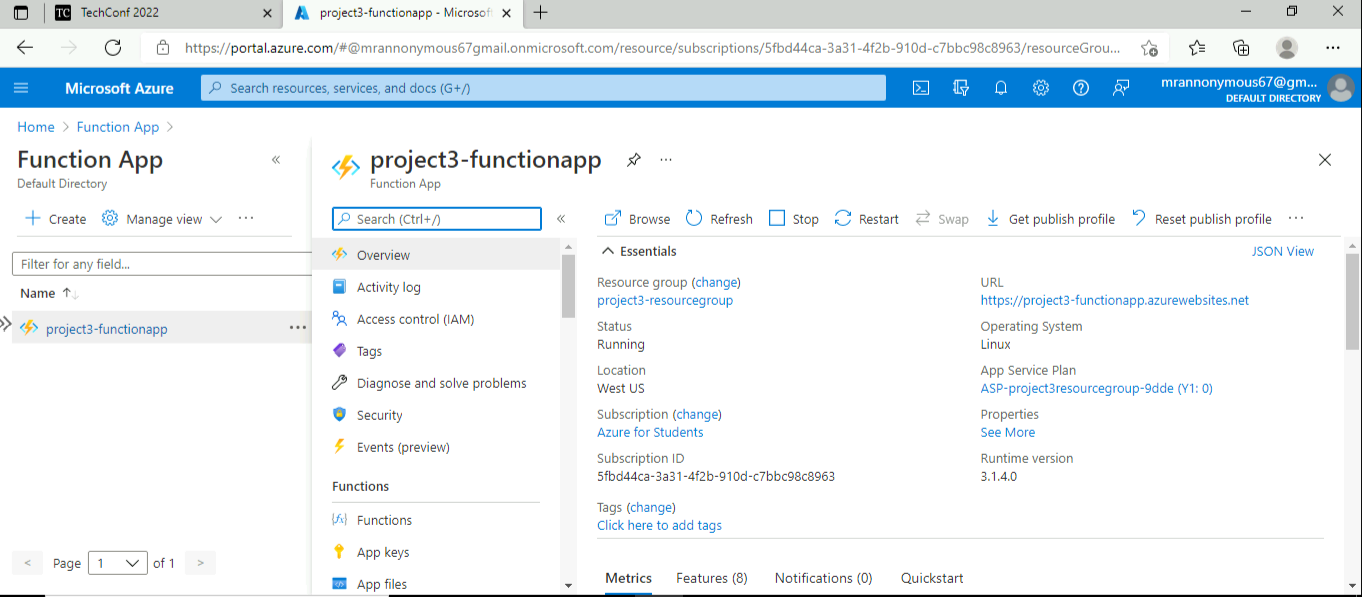 TC TechConf 2022
project3-functionapp - Microsof
https://portal.azure.com/#@mrannonymous67gmail.onmicrosoft.com/resource/subscriptions/5fbd44ca-3a31-4f2b-910d-c7bbc98c8963/resourceGrou...
Microsoft Azure
Search resources, services, and docs (G+/)
mrannonymous67@gm...
DEFAULT DIRECTORY
Home > Function App >
Function App
Default Directory
Create
Manage view
Filter for any field...
Name
project3-functionapp
< Page 1 of 1 >
project3-functionapp
Function App
Search (Ctrl+/)
Overview
Activity log
Access control (IAM)
Tags
Diagnose and solve problems
Security
Events (preview)
Functions
Functions
App keys
App files
Browse Refresh Stop Restart Swap Get publish profile Reset publish profile
Essentials
JSON View
Resource group (change)
project3-resourcegroup
Status
Running
Location
West US
Subscription (change)
Azure for Students
Subscription ID
5fbd44ca-3a31-4f2b-910d-c7bbc98c8963
Tags (change)
Click here to add tags
URL
https://project3-functionapp.azurewebsites.net
Operating System
Linux
App Service Plan
ASP-project3resourcegroup-9dde (Y1: 0)
Properties
See More
Runtime version
3.1.4.0
Metrics Features (8) Notifications (0) Quickstart